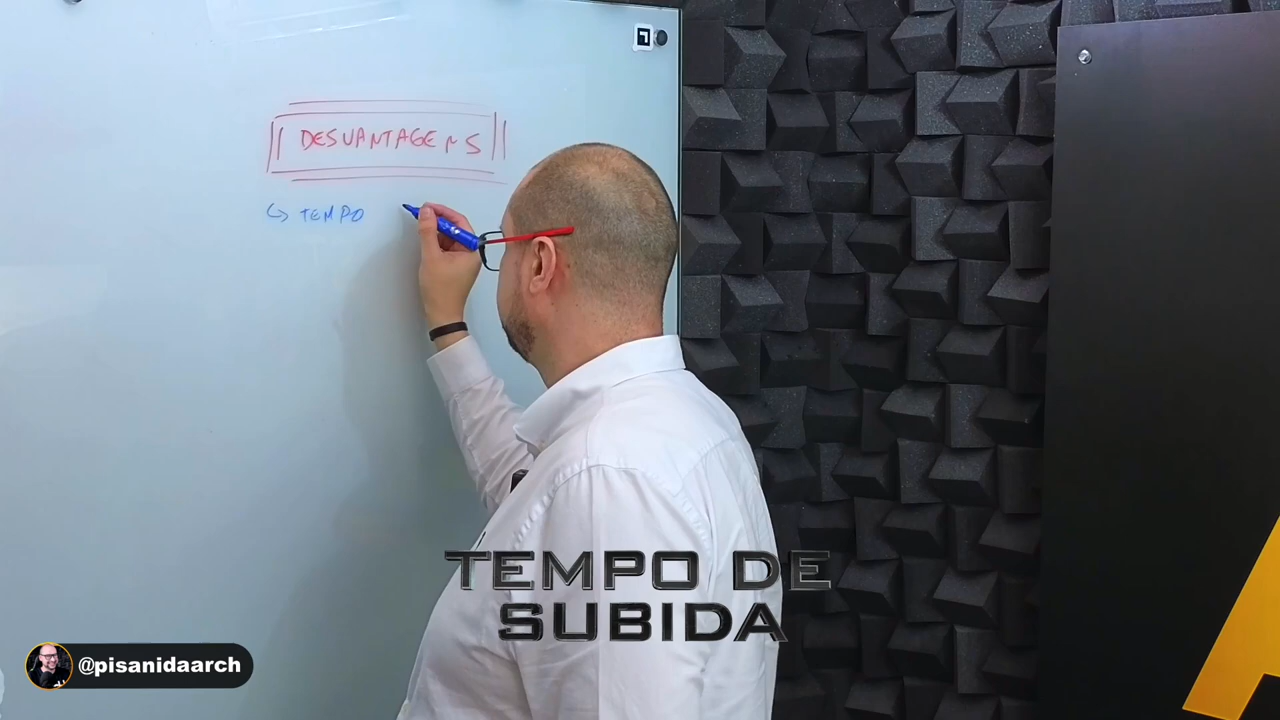 DESVANTAGENS
↳ TEMPO
TEMPO DE
SUBIDA
@pisanidaarch